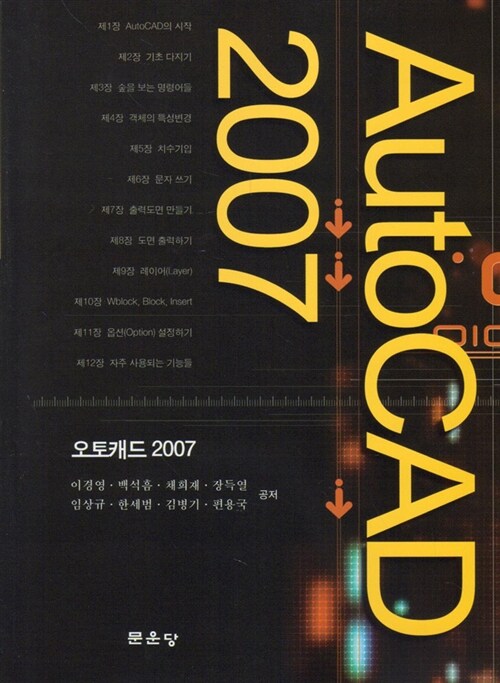 제1장 AutoCAD의 시작
제2장 기초 다지기
제3장 숲을 보는 명령어들
제4장 객체의 특성변경
제5장 치수기입
제6장 문자 쓰기
제7장 출력도면 만들기
제8장 도면 출력하기
제9장 레이어(Layer)
제10장 Wblock, Block, Insert
제11장 옵션(Option) 설정하기
제12장 자주 사용되는 기능들
AutoCAD
2007
오토캐드 2007
이경영 · 백석흠 · 채희재 · 장득열
임상규 · 한세범 · 김병기 · 편용국 공저
문운당